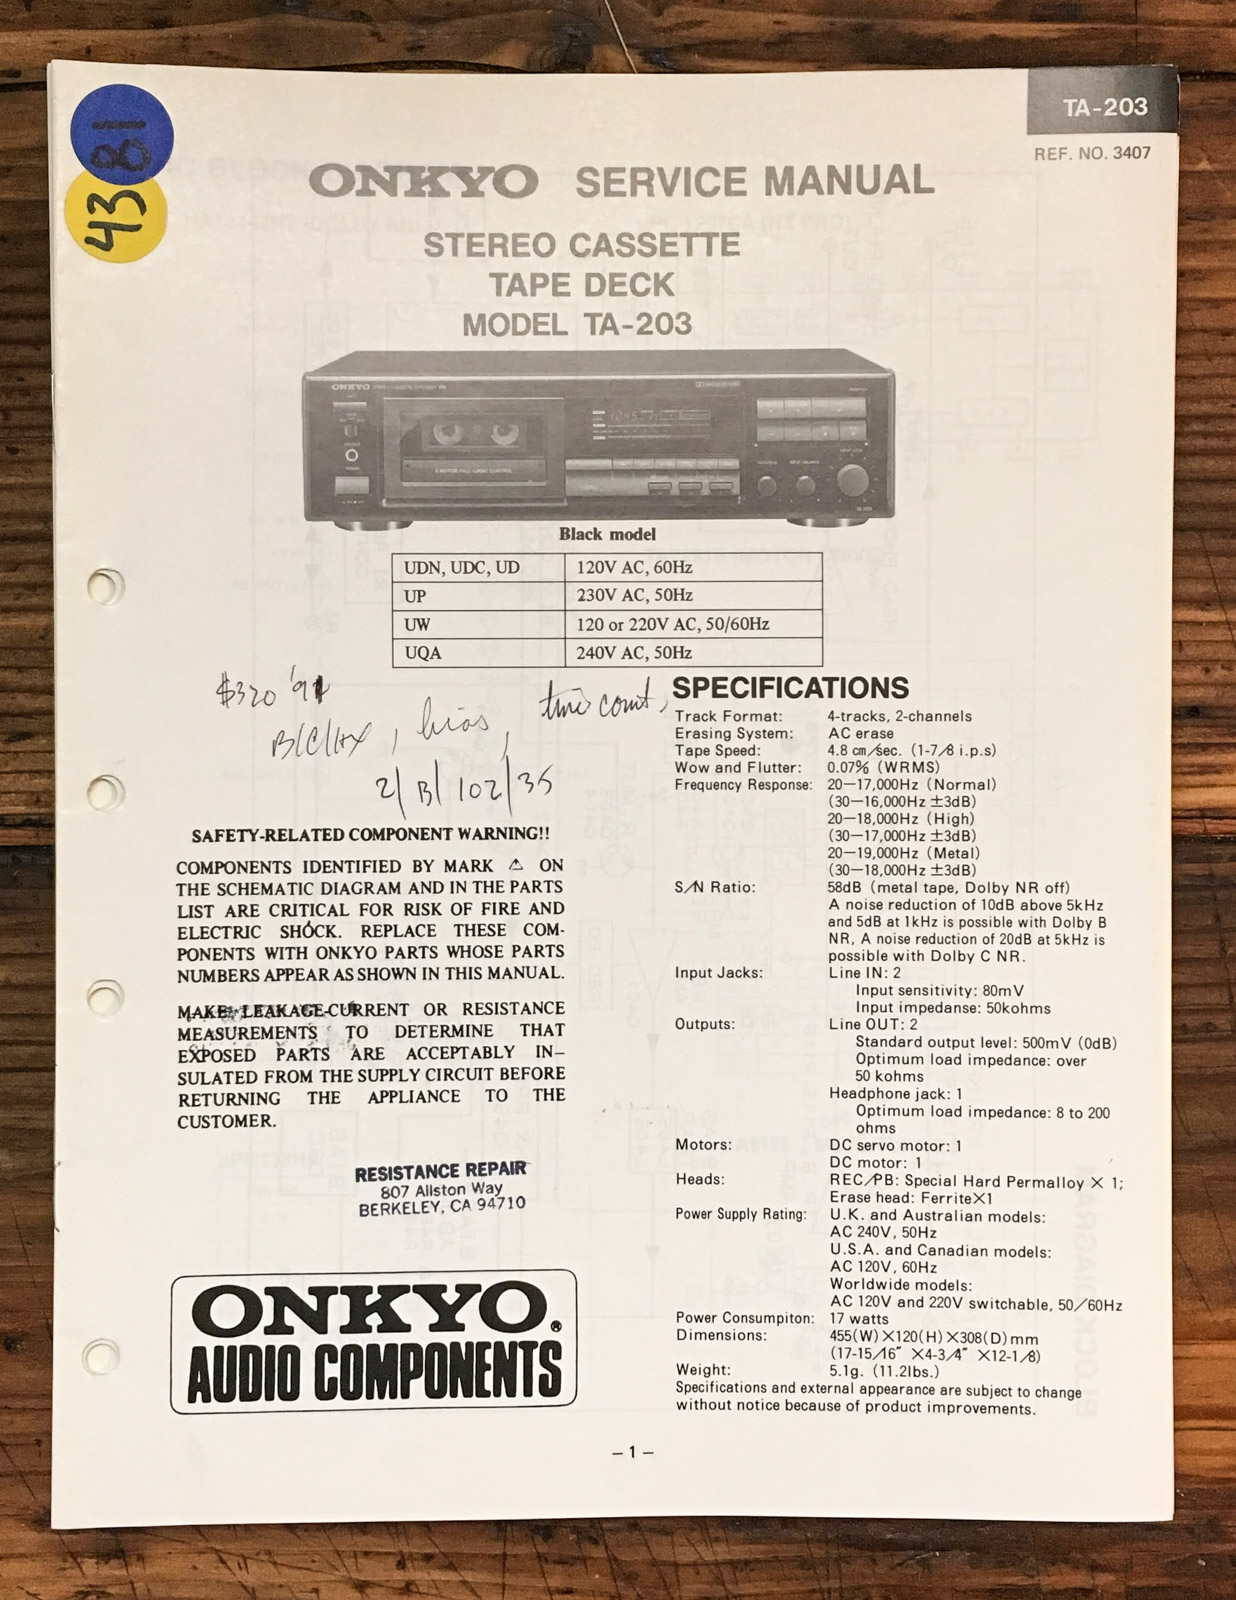 TA-203
REF. NO. 3407
81
43
ONKYO SERVICE MANUAL
STEREO CASSETTE
TAPE DECK
MODEL TA-203
ONKYO
2 MOTOR FULL LOGIC CONTROL
Black model
UDN, UDC, UD 120V AC, 60Hz
UP 230V AC, 50Hz
UW 120 or 220V AC, 50/60Hz
UQA 240V AC, 50Hz
$320 '91
B/C/HX, bias, time count,
2/B/102/35
SAFETY-RELATED COMPONENT WARNING!!
COMPONENTS IDENTIFIED BY MARK ⚠ ON
THE SCHEMATIC DIAGRAM AND IN THE PARTS
LIST ARE CRITICAL FOR RISK OF FIRE AND
ELECTRIC SHOCK. REPLACE THESE COM-
PONENTS WITH ONKYO PARTS WHOSE PARTS
NUMBERS APPEAR AS SHOWN IN THIS MANUAL.
MAKE LEAKAGE-CURRENT OR RESISTANCE
MEASUREMENTS TO DETERMINE THAT
EXPOSED PARTS ARE ACCEPTABLY IN-
SULATED FROM THE SUPPLY CIRCUIT BEFORE
RETURNING THE APPLIANCE TO THE
CUSTOMER.
RESISTANCE REPAIR
807 Allston Way
BERKELEY, CA 94710
ONKYO®
AUDIO COMPONENTS
SPECIFICATIONS
Track Format: 4-tracks, 2-channels
Erasing System: AC erase
Tape Speed: 4.8 cm/sec. (1-7/8 i.p.s)
Wow and Flutter: 0.07% (WRMS)
Frequency Response: 20—17,000Hz (Normal)
(30—16,000Hz ±3dB)
20—18,000Hz (High)
(30—17,000Hz ±3dB)
20—19,000Hz (Metal)
(30—18,000Hz ±3dB)
S/N Ratio: 58dB (metal tape, Dolby NR off)
A noise reduction of 10dB above 5kHz
and 5dB at 1kHz is possible with Dolby B
NR, A noise reduction of 20dB at 5kHz is
possible with Dolby C NR.
Input Jacks: Line IN: 2
Input sensitivity: 80mV
Input impedanse: 50kohms
Outputs: Line OUT: 2
Standard output level: 500mV (0dB)
Optimum load impedance: over
50 kohms
Headphone jack: 1
Optimum load impedance: 8 to 200
ohms
Motors: DC servo motor: 1
DC motor: 1
Heads: REC/PB: Special Hard Permalloy × 1;
Erase head: Ferrite×1
Power Supply Rating: U.K. and Australian models:
AC 240V, 50Hz
U.S.A. and Canadian models:
AC 120V, 60Hz
Worldwide models:
AC 120V and 220V switchable, 50/60Hz
Power Consumpiton: 17 watts
Dimensions: 455(W)×120(H)×308(D)mm
(17-15/16" ×4-3/4" ×12-1/8)
Weight: 5.1g. (11.2lbs.)
Specifications and external appearance are subject to change
without notice because of product improvements.
– 1 –